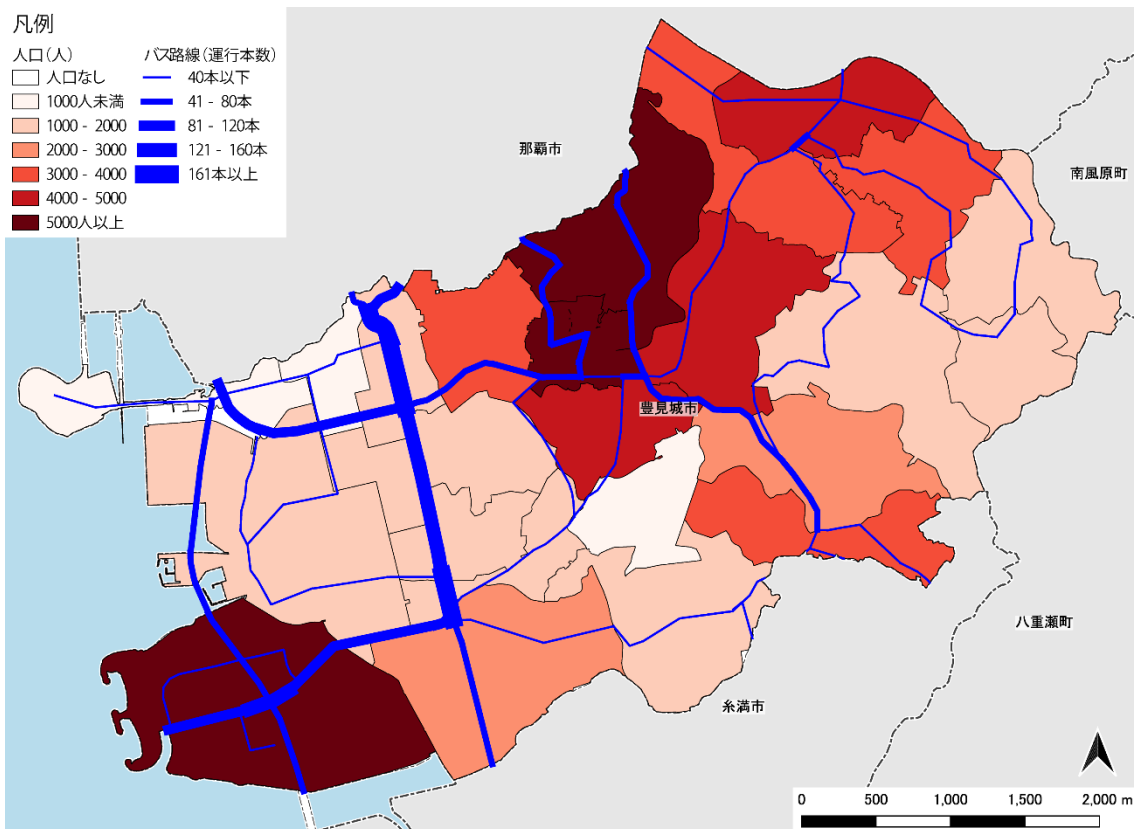 凡例
人口(人)
人口なし
1000人未満
1000 - 2000
2000 - 3000
3000 - 4000
4000 - 5000
5000人以上
バス路線(運行本数)
40本以下
41 - 80本
81 - 120本
121 - 160本
161本以上
那覇市
南風原町
豊見城市
八重瀬町
糸満市
0 500 1,000 1,500 2,000 m